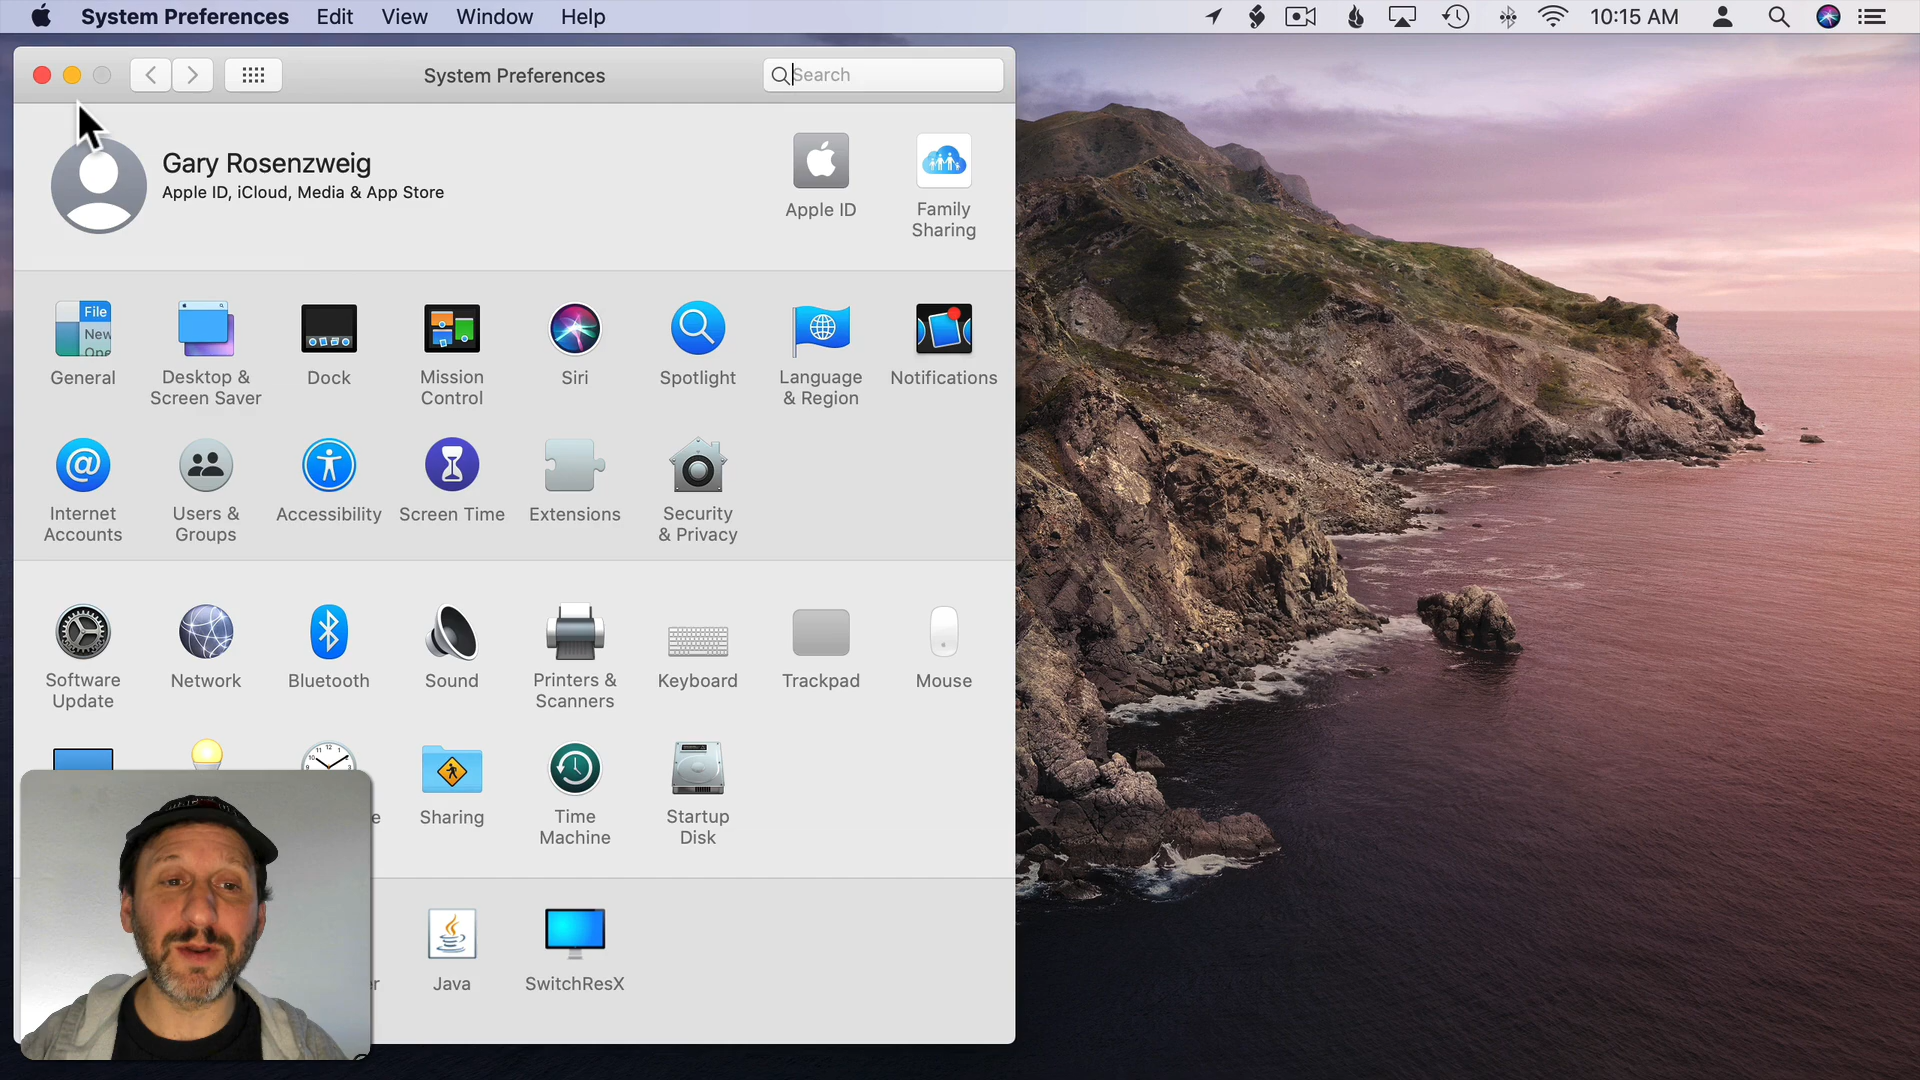 System Preferences Edit View Window Help 10:15 AM
System Preferences
Search
Gary Rosenzweig
Apple ID, iCloud, Media & App Store
Apple ID
Family
Sharing
File
New
Ope
General
Desktop &
Screen Saver
Dock
Mission
Control
Siri
Spotlight
Language
& Region
Notifications
Internet
Accounts
Users &
Groups
Accessibility
Screen Time
Extensions
Security
& Privacy
Software
Update
Network
Bluetooth
Sound
Printers &
Scanners
Keyboard
Trackpad
Mouse
Sharing
Time
Machine
Startup
Disk
Java
SwitchResX